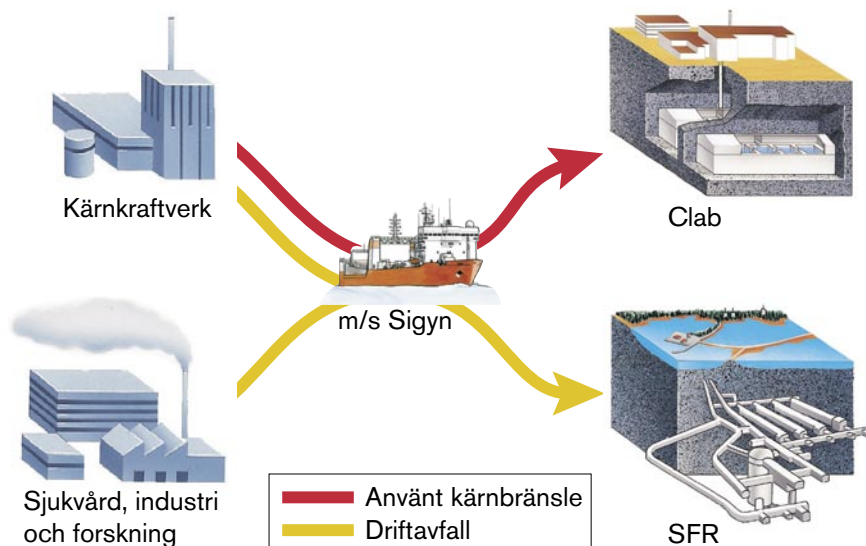 Kärnkraftverk
Clab
m/s Sigyn
Sjukvård, industri
och forskning
Använt kärnbränsle
Driftavfall
SFR